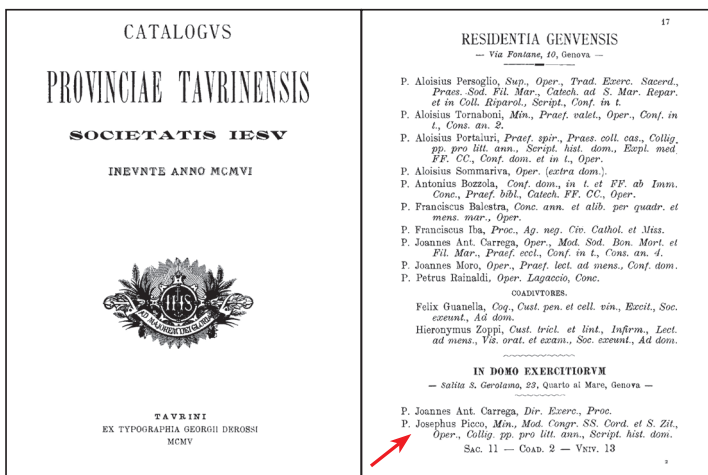 CATALOGVS
PROVINCIAE TAVRINENSIS
SOCIETATIS IESV
INEVNTE ANNO MCMVI
IHS
AD MAJOREM DEI GLORIAM
TAVRINI
EX TYPOGRAPHIA GEORGII DEROSSI
MCMV
17
RESIDENTIA GENVENSIS
— Via Fontane, 10, Genova —
P. Aloisius Persoglio, Sup., Oper., Trad. Exerc. Sacerd.,
Praes. Sod. Fil. Mar., Catech. ad S. Mar. Repar.
et in Coll. Riparol., Script., Conf. in t.
P. Aloisius Tornaboni, Min., Praef. valet., Oper., Conf. in
t., Cons. an. 2.
P. Aloisius Portaluri, Praef. spir., Praes. coll. cas., Collig.
pp. pro litt. ann., Script. hist. dom., Expl. med.
FF. CC., Conf. dom. et in t., Oper.
P. Aloisius Sommariva, Oper. (extra dom.).
P. Antonius Bozzola, Conf. dom., in t. et FF. ab Imm.
Conc., Praef. bibl., Catech. FF. CC., Oper.
P. Franciscus Balestra, Conc. ann. et alib. per quadr. et
mens. mar., Oper.
P. Franciscus Iba, Proc., Ag. neg. Civ. Cathol. et Miss.
P. Joannes Ant. Carrega, Oper., Mod. Sod. Bon. Mort. et
Fil. Mar., Praef. eccl., Conf. in t., Cons. an. 4.
P. Joannes Moro, Oper., Praef. lect. ad mens., Conf. dom.
P. Petrus Rainaldi, Oper. Lagaccio, Conc.
COADIVTORES.
Felix Guanella, Coq., Cust. pen. et cell. vin., Excit., Soc.
exeunt., Ad dom.
Hieronymus Zoppi, Cust. tricl. et lint., Infirm., Lect.
ad mens., Vis. orat. et exam., Soc. exeunt., Ad dom.
IN DOMO EXERCITIORVM
— Salita S. Gerolamo, 23, Quarto al Mare, Genova —
P. Joannes Ant. Carrega, Dir. Exerc., Proc.
P. Josephus Picco, Min., Mod. Congr. SS. Cord. et S. Zit.,
Oper., Collig. pp. pro litt. ann., Script. hist. dom.
SAC. 11 — COAD. 2 — VNIV. 13